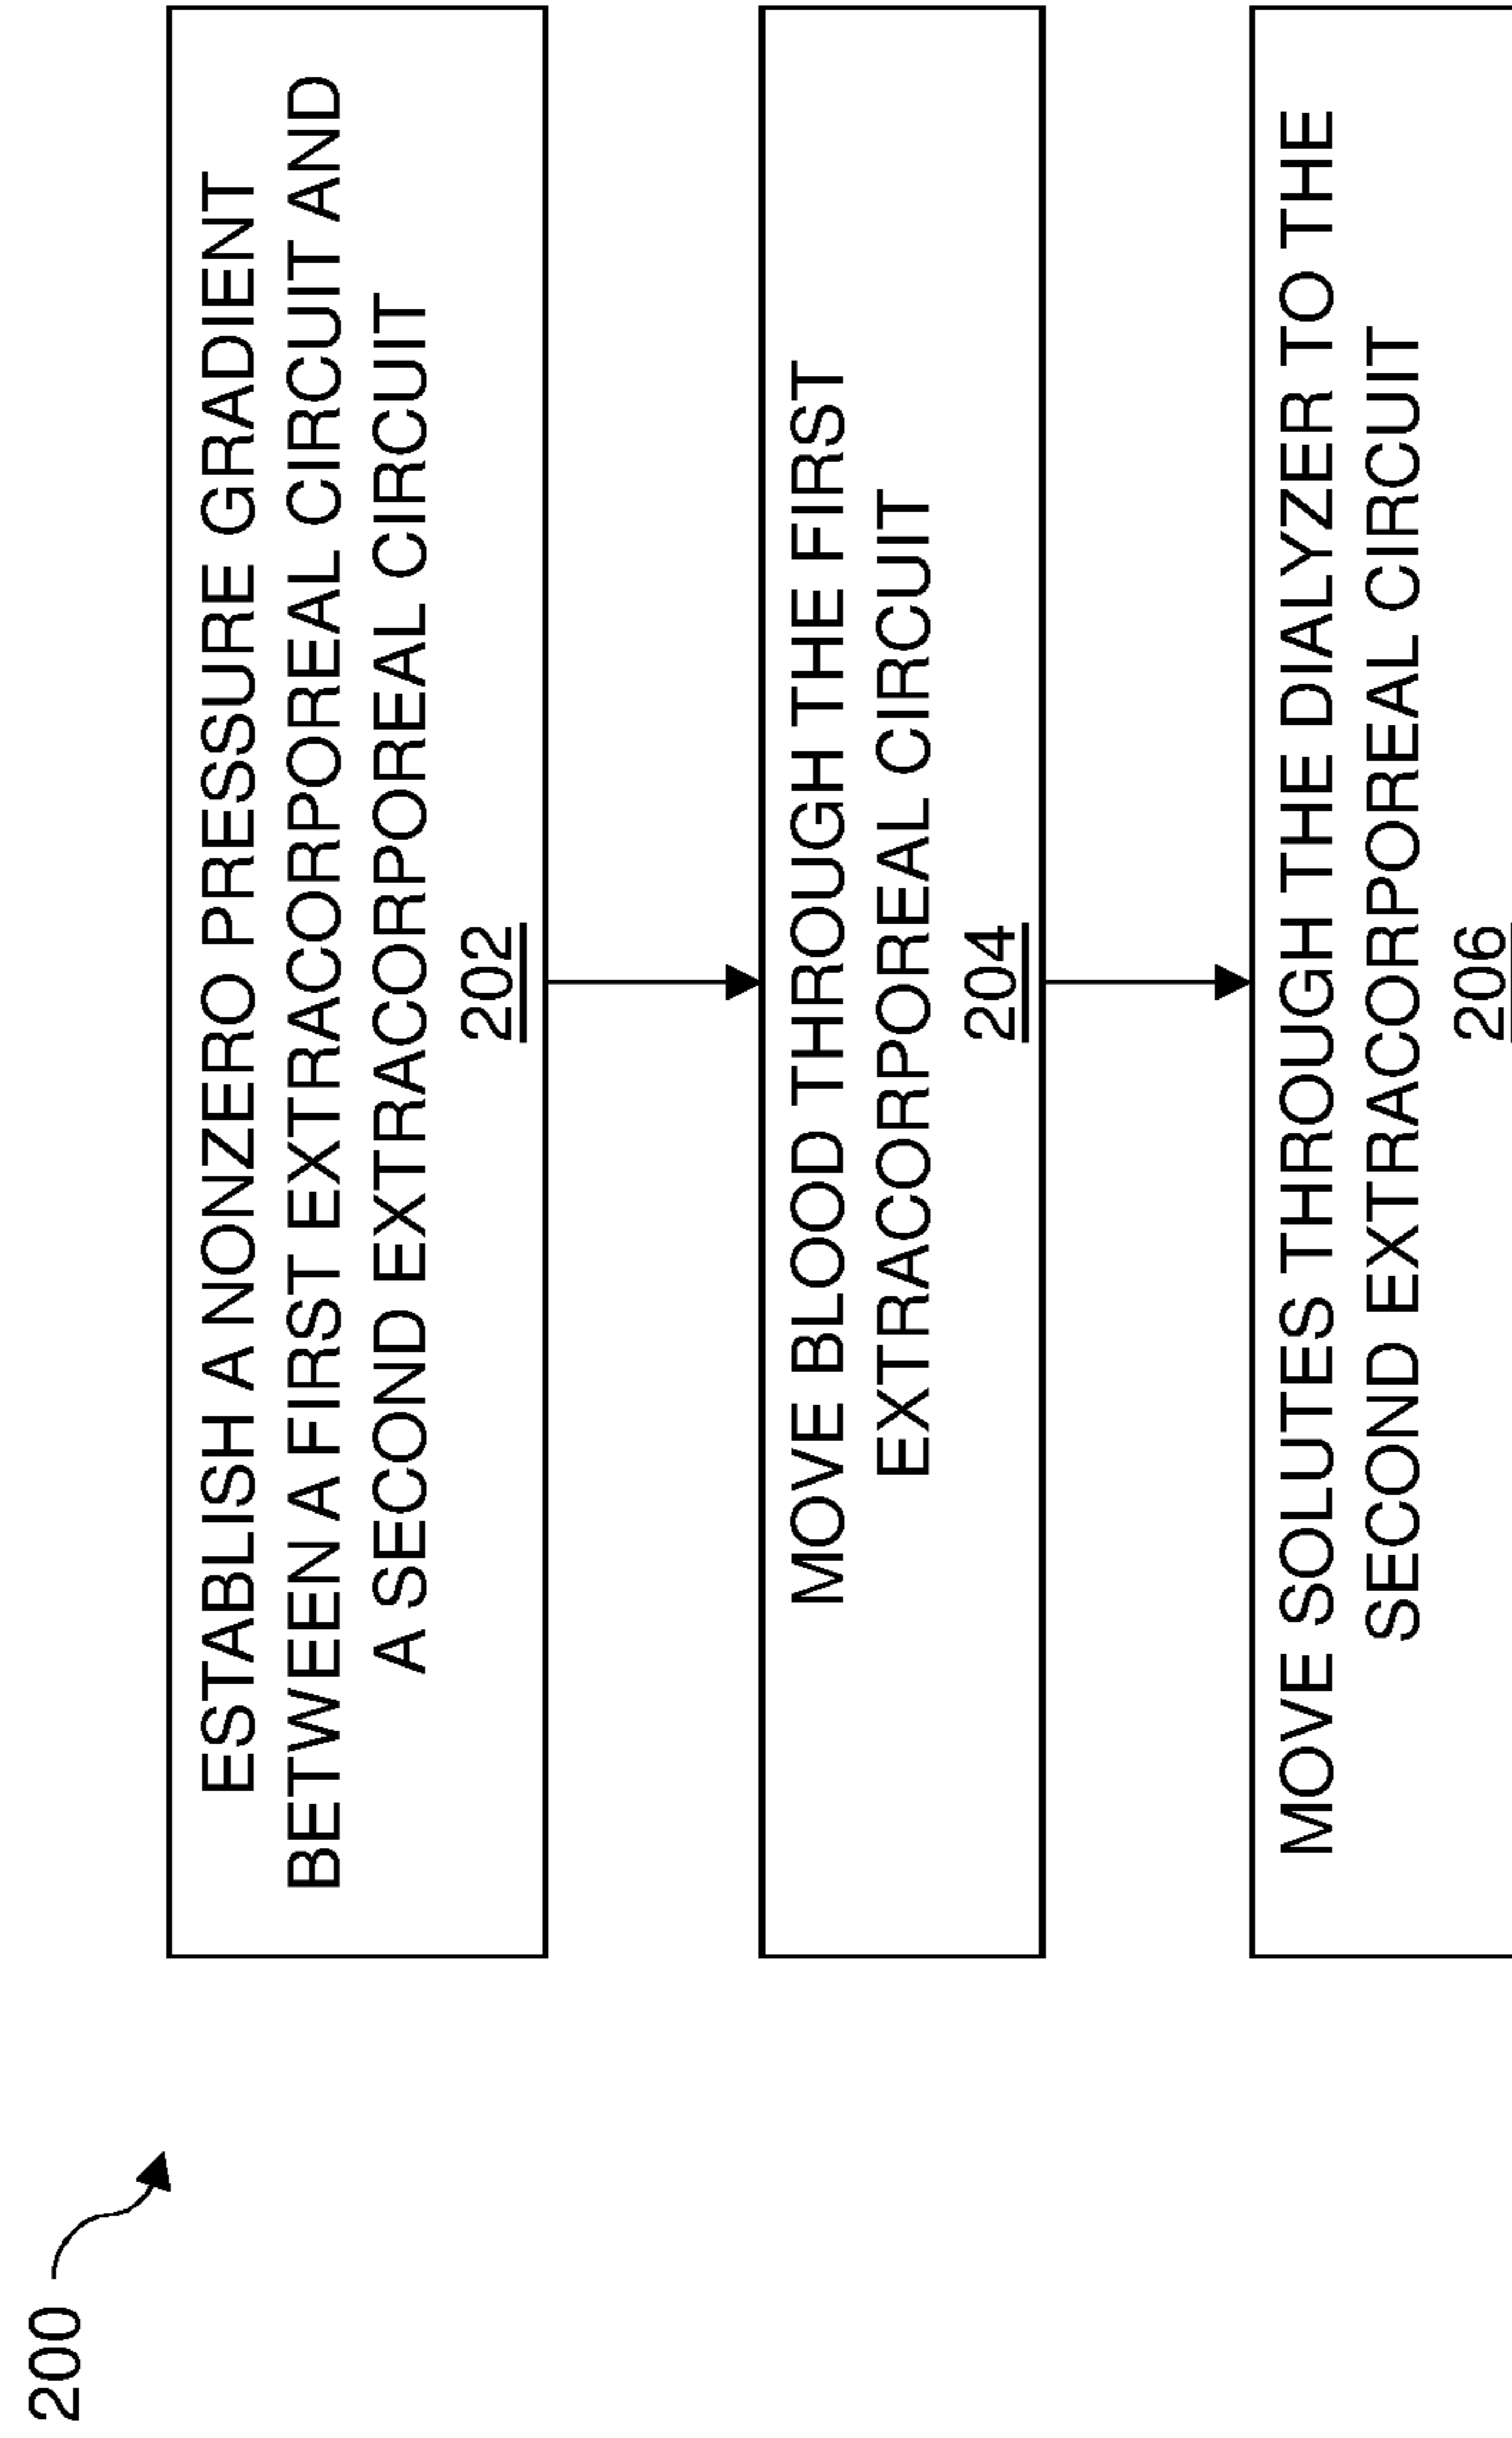 200
ESTABLISH A NONZERO PRESSURE GRADIENT
BETWEEN A FIRST EXTRACORPOREAL CIRCUIT AND
A SECOND EXTRACORPOREAL CIRCUIT
202
MOVE BLOOD THROUGH THE FIRST
EXTRACORPOREAL CIRCUIT
204
MOVE SOLUTES THROUGH THE DIALYZER TO THE
SECOND EXTRACORPOREAL CIRCUIT
206